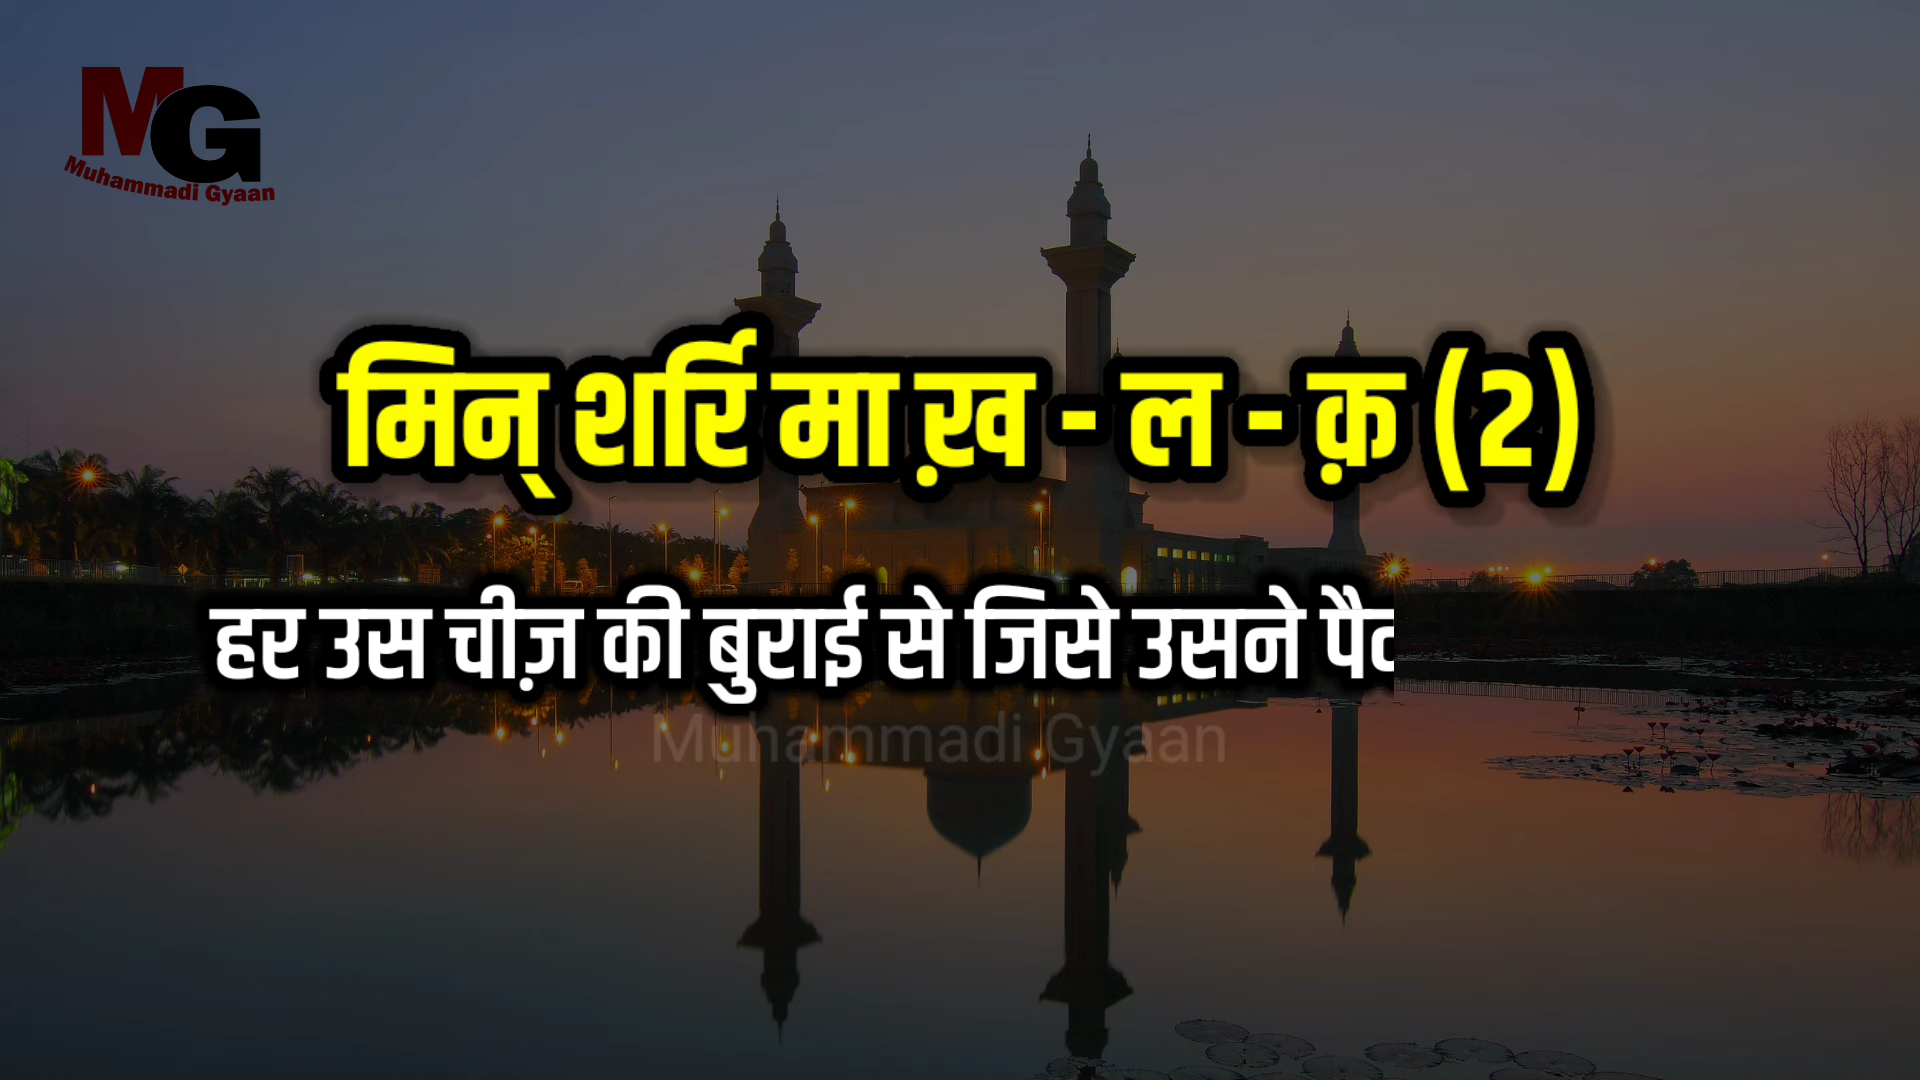 MG
Muhammadi Gyaan
मिन् शर्रि मा ख़ - ल - क़ (2)
हर उस चीज़ की बुराई से जिसे उसने
Muhammadi Gyaan